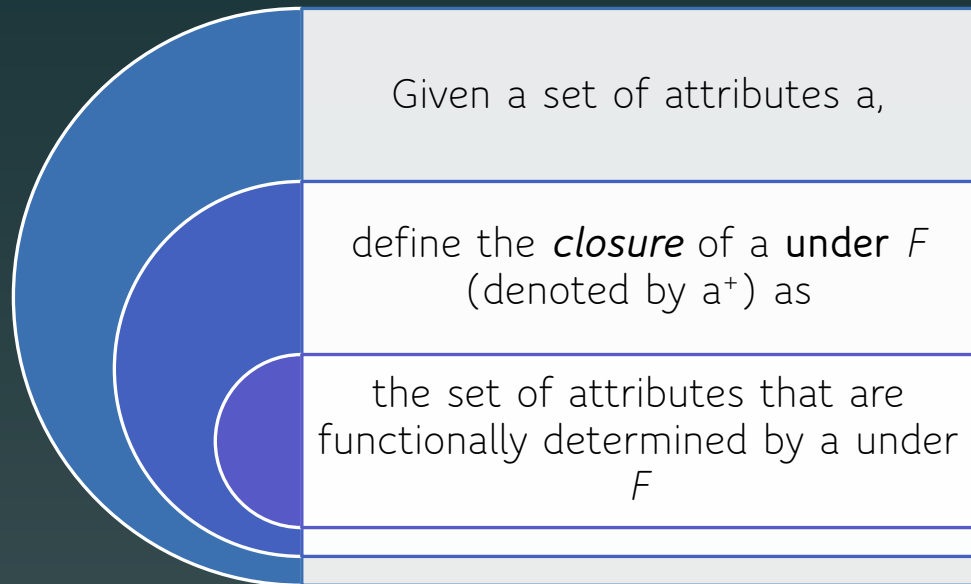 Given a set of attributes a,
define the closure of a under F
(denoted by a⁺) as
the set of attributes that are
functionally determined by a under
F